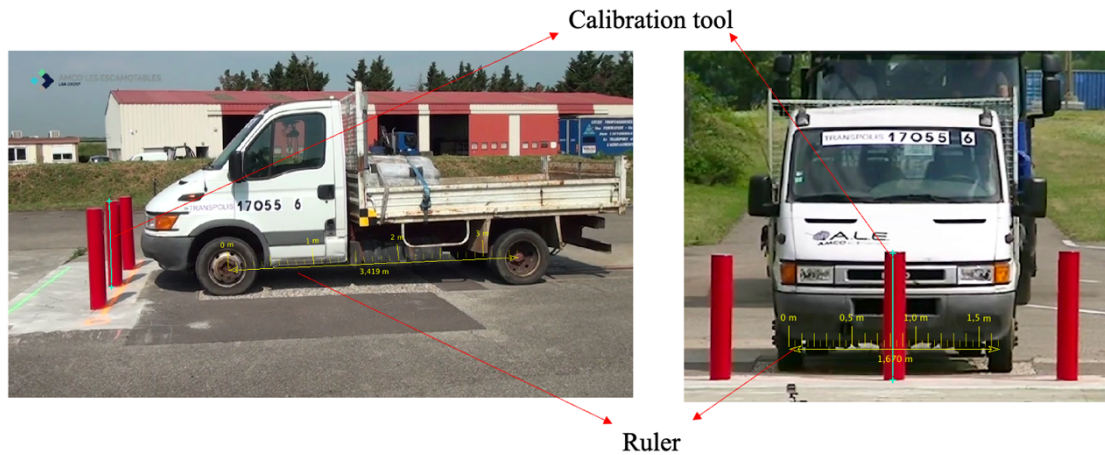 Calibration tool
AMCO LES ESCAMOTABLES
TRANSPOLIS 17055 6
TRANSPOLIS 17055 6
A.L.E
AMCO
0 m
1 m
2 m
3 m
3,419 m
0 m
0,5 m
1,0 m
1,5 m
1,670 m
Ruler